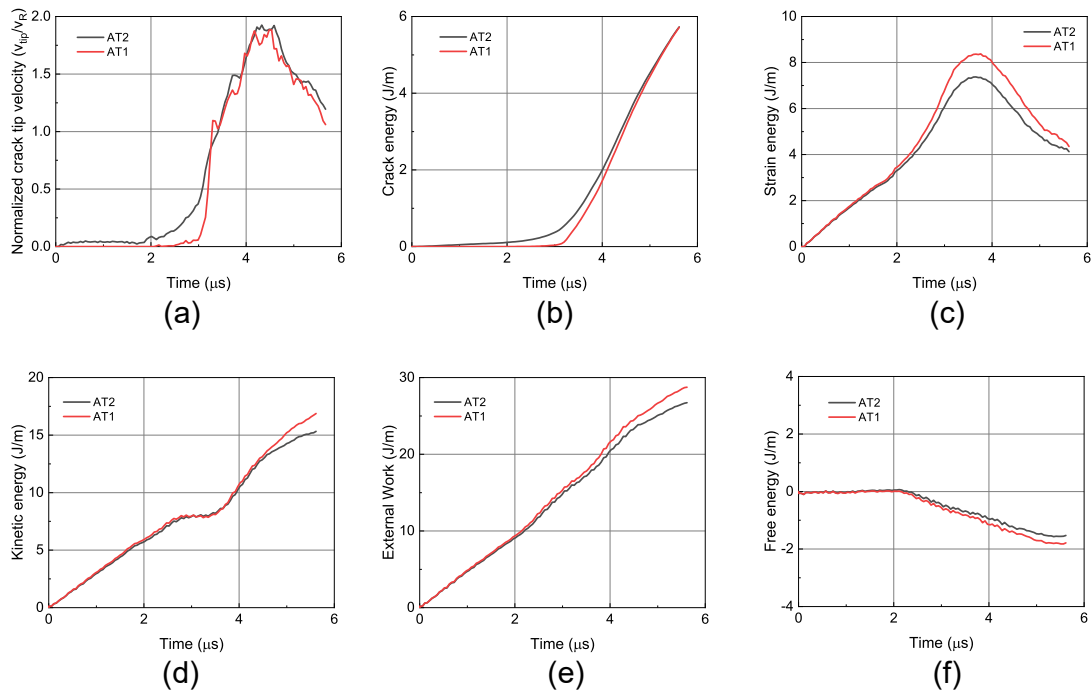 Normalized crack tip velocity (v_tip/v_R)
2.0
1.5
1.0
0.5
0.0
0 2 4 6
AT2
AT1
Time (μs)
(a)
Crack energy (J/m)
6
4
2
0
0 2 4 6
AT2
AT1
Time (μs)
(b)
Strain energy (J/m)
10
8
6
4
2
0
0 2 4 6
AT2
AT1
Time (μs)
(c)
Kinetic energy (J/m)
20
15
10
5
0
0 2 4 6
AT2
AT1
Time (μs)
(d)
External Work (J/m)
30
20
10
0
0 2 4 6
AT2
AT1
Time (μs)
(e)
Free energy (J/m)
4
2
0
-2
-4
0 2 4 6
AT2
AT1
Time (μs)
(f)